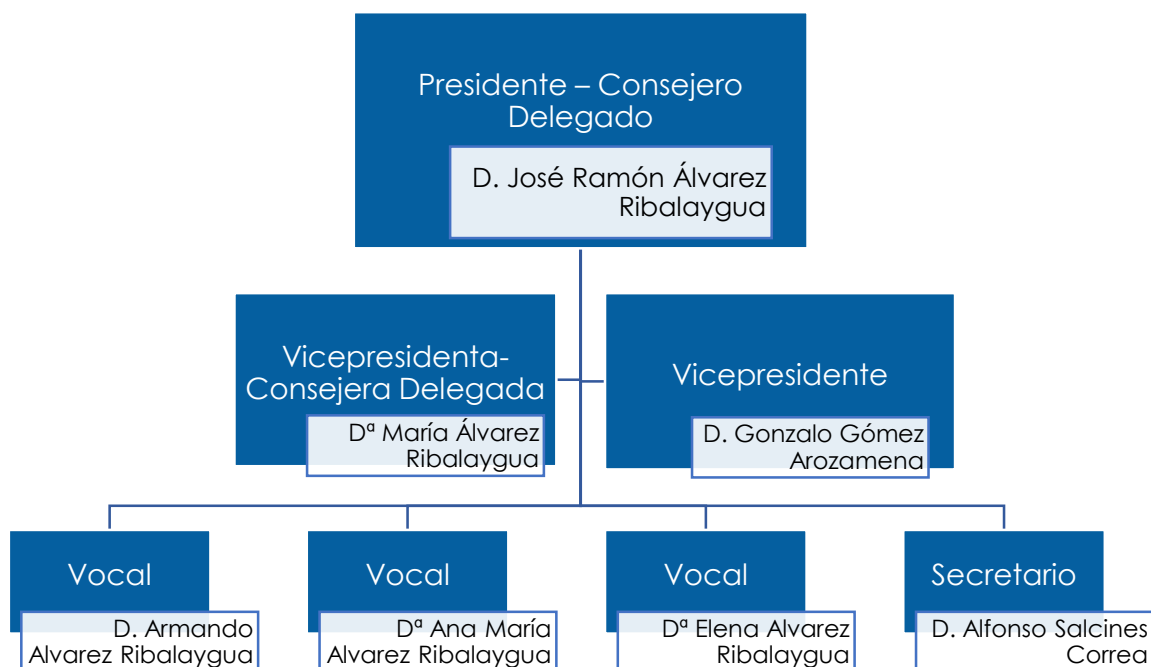 Presidente – Consejero
Delegado
D. José Ramón Álvarez
Ribalaygua
Vicepresidenta-
Consejera Delegada
Dª María Álvarez
Ribalaygua
Vicepresidente
D. Gonzalo Gómez
Arozamena
Vocal
D. Armando
Alvarez Ribalaygua
Vocal
Dª Ana María
Alvarez Ribalaygua
Vocal
Dª Elena Alvarez
Ribalaygua
Secretario
D. Alfonso Salcines
Correa